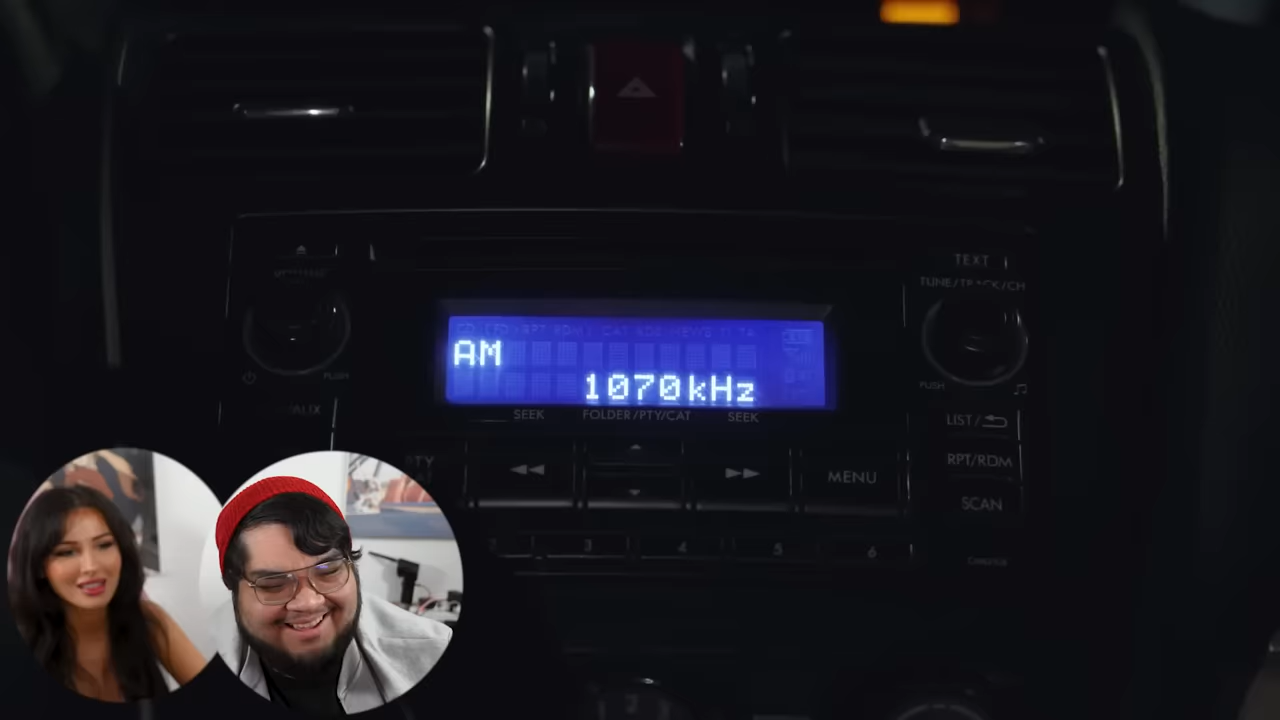 TEXT
TUNE/TRACK/CH
AM
1070kHz
PUSH
PUSH
SEEK
FOLDER/PTY/CAT
SEEK
LIST/
RPT/RDM
MENU
SCAN
2
3
4
5
6